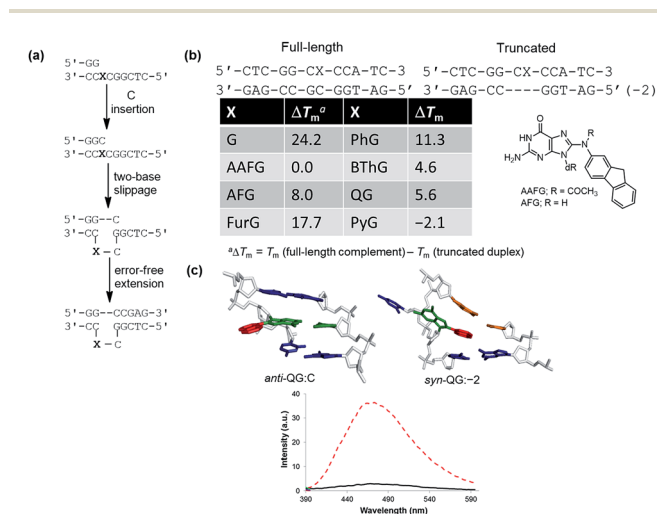 (a)
5'-GG
3'-CCXCGGCTC-5'
C
insertion
5'-GGC
3'-CCXCGGCTC-5'
two-base
slippage
5'-GG--C
3'-CC GGCTC-5'
X-C
error-free
extension
5'-GG--CCGAG-3'
3'-CC GGCTC-5'
X-C
(b)
Full-length
Truncated
5'-CTC-GG-CX-CCA-TC-3
3'-GAG-CC-GC-GGT-AG-5'
5'-CTC-GG-CX-CCA-TC-3
3'-GAG-CC----GGT-AG-5' (-2)
X ΔTm^a X ΔTm
G 24.2 PhG 11.3
AAFG 0.0 BThG 4.6
AFG 8.0 QG 5.6
FurG 17.7 PyG −2.1
^aΔTm = Tm (full-length complement) – Tm (truncated duplex)
O
N
R
HN
N
H2N
N
N
dR
AAFG; R = COCH3
AFG; R = H
(c)
anti-QG:C
syn-QG:−2
Intensity (a.u.)
40
30
20
10
0
390 440 490 540 590
Wavelength (nm)